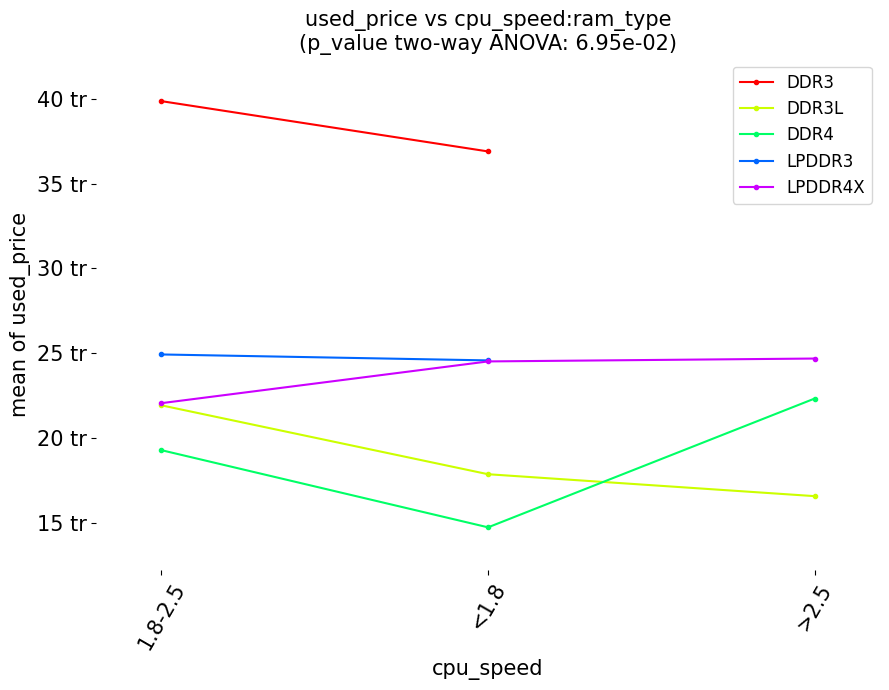 used_price vs cpu_speed:ram_type
(p_value two-way ANOVA: 6.95e-02)
DDR3
DDR3L
DDR4
LPDDR3
LPDDR4X
mean of used_price
40 tr
35 tr
30 tr
25 tr
20 tr
15 tr
1.8-2.5
<1.8
>2.5
cpu_speed